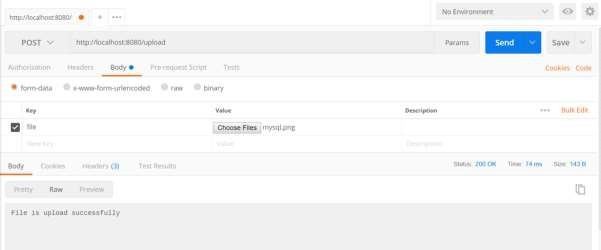 http://localhost:8080/ + ••• No Environment
POST http://localhost:8080/upload Params Send Save
Authorisation Headers Body Pre-request Script Tests Cookies Code
form-data x-www-form-urlencoded raw binary
Key Value Description ••• Bulk Edit
file Choose Files mysql.png
New Key Value Description
Body Cookies Headers (3) Test Results Status: 200 OK Time: 74 ms Size: 143 B
Pretty Raw Preview
File is upload successfully